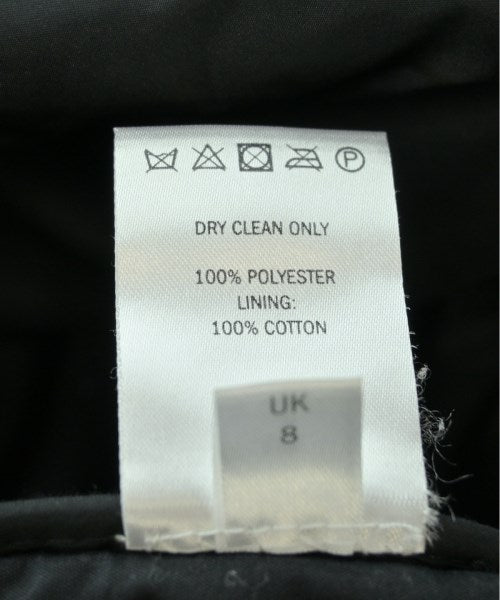 P
DRY CLEAN ONLY
100% POLYESTER
LINING:
100% COTTON
UK
8